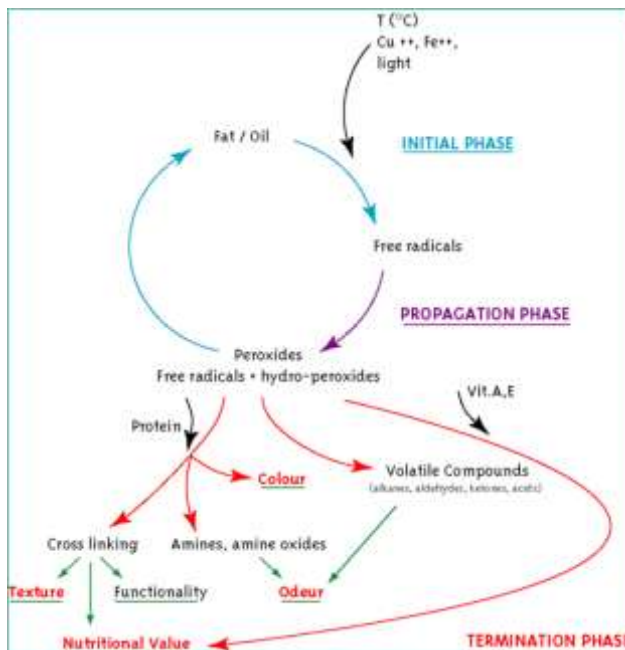 T (°C)
Cu ++, Fe++,
light
Fat / Oil
INITIAL PHASE
Free radicals
PROPAGATION PHASE
Peroxides
Free radicals + hydro-peroxides
Vit.A,E
Protein
Colour
Volatile Compounds
(alkanes, aldehydes, ketones, acids)
Cross linking
Amines, amine oxides
Texture
Functionality
Odeur
Nutritional Value
TERMINATION PHASE